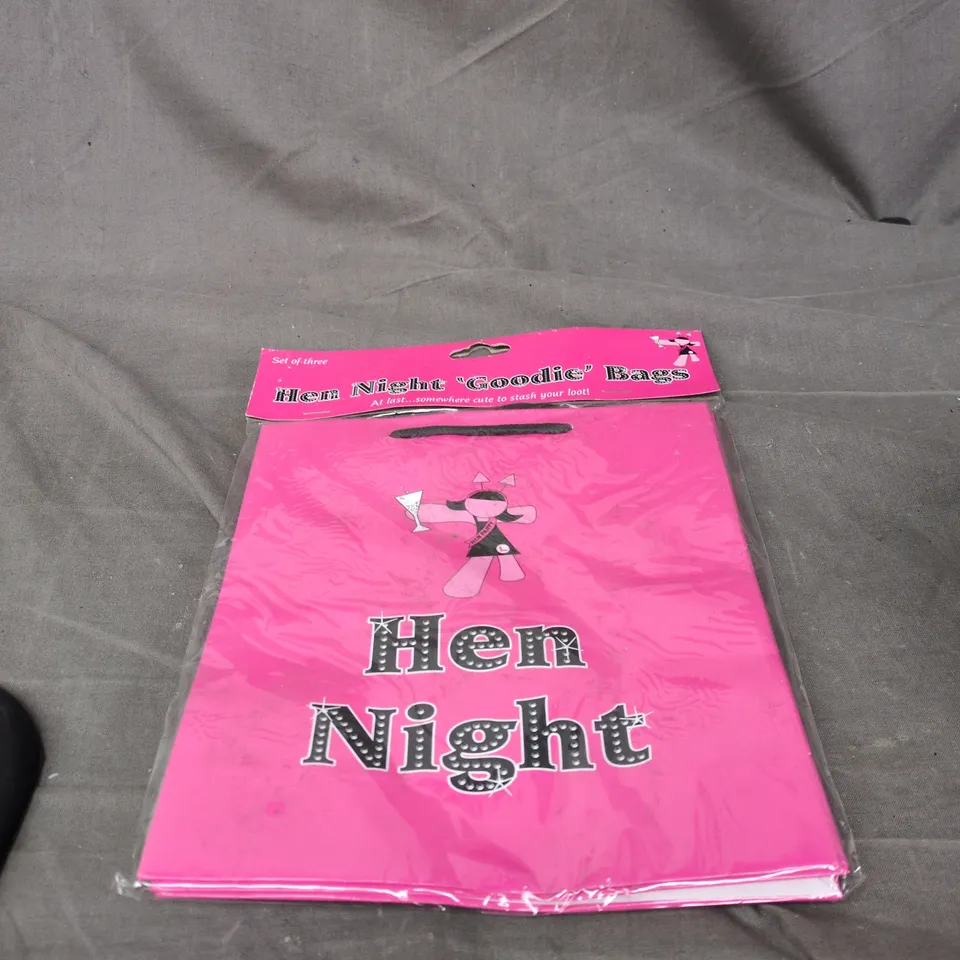 Set of three
Hen Night 'Goodie' Bags
At last...somewhere cute to stash your loot!
L
Hen
Night